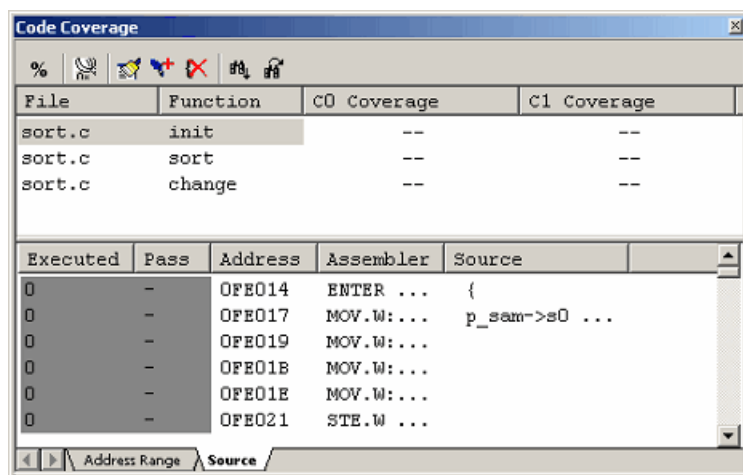 Code Coverage
%
File Function C0 Coverage C1 Coverage
sort.c init -- --
sort.c sort -- --
sort.c change -- --
Executed Pass Address Assembler Source
0 - 0FE014 ENTER ... {
0 - 0FE017 MOV.W:... p_sam->s0 ...
0 - 0FE019 MOV.W:...
0 - 0FE01B MOV.W:...
0 - 0FE01E MOV.W:...
0 - 0FE021 STE.W ...
Address Range Source